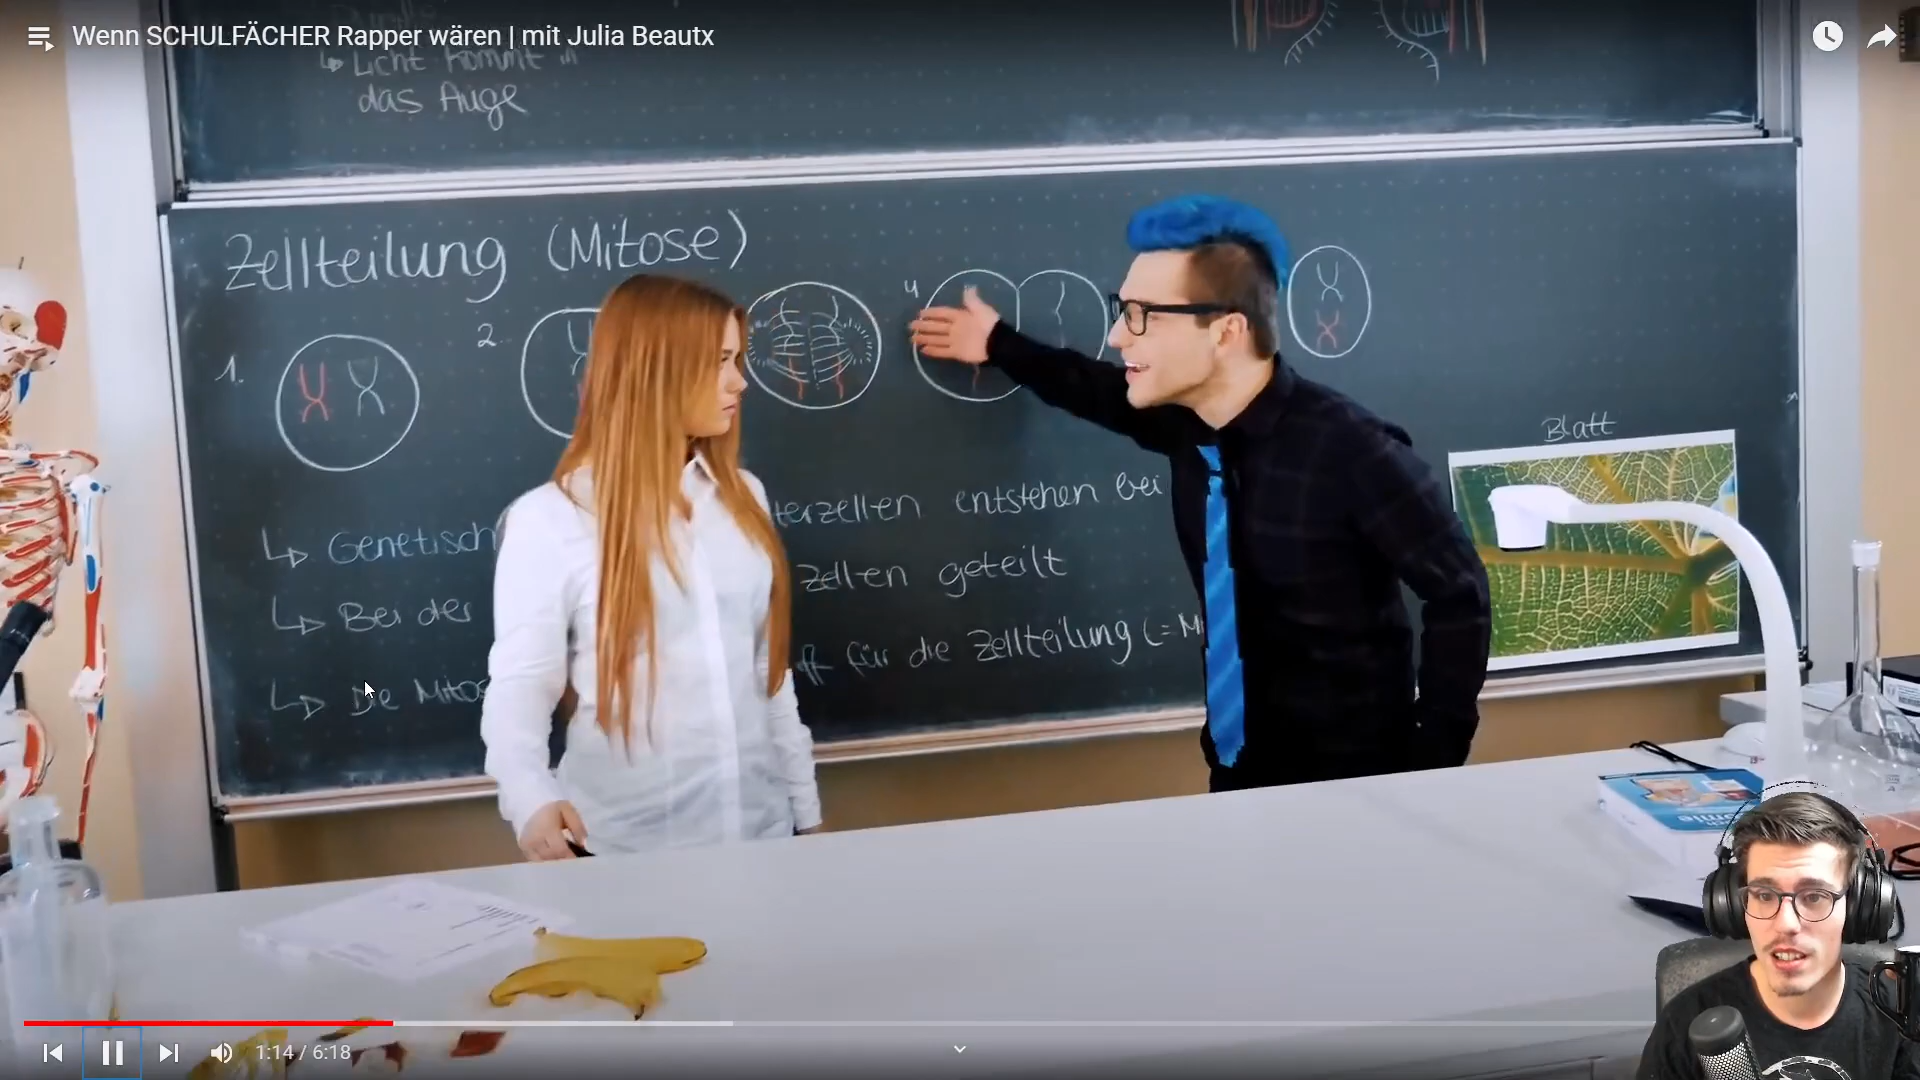 Wenn SCHULFÄCHER Rapper wären | mit Julia Beautx
↳ Licht kommt in
das Auge
Zellteilung (Mitose)
1.
2.
4
Blatt
↳ Genetisch terzellen entstehen bei
↳ Bei der Zellen geteilt
↳ Die Mitos für die Zellteilung (= M
1:14 / 6:18